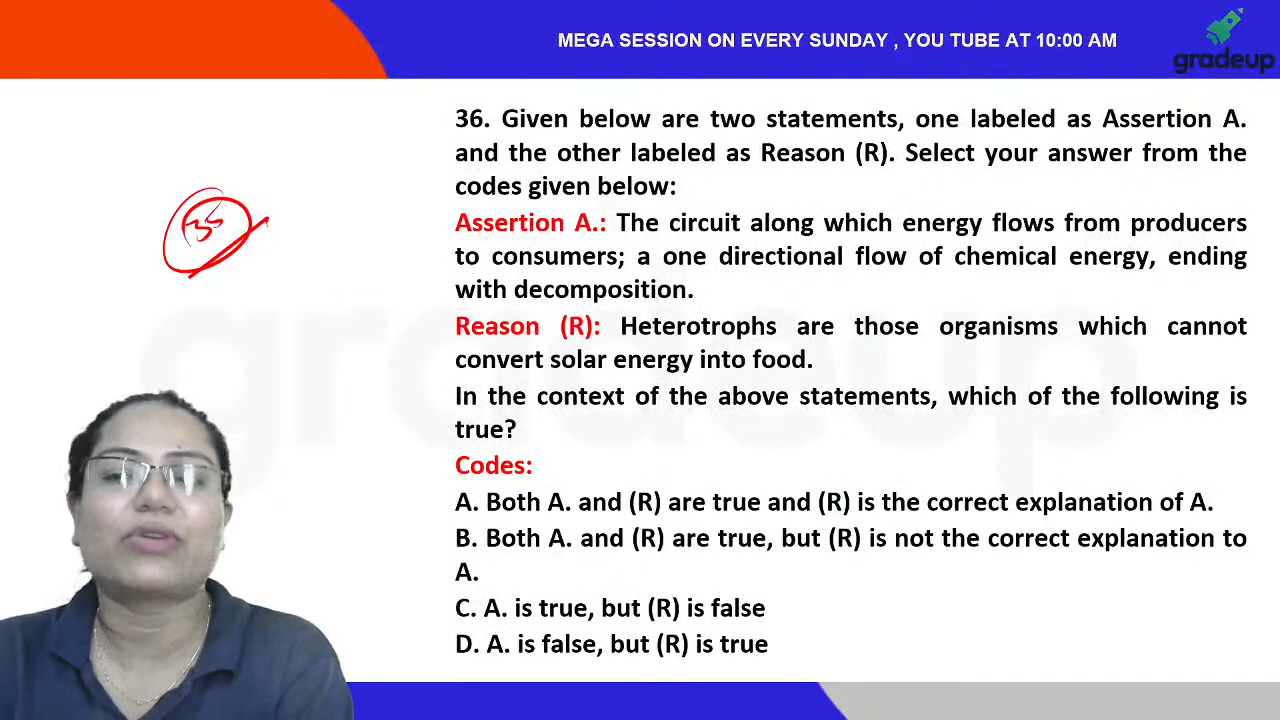 MEGA SESSION ON EVERY SUNDAY , YOU TUBE AT 10:00 AM
gradeup
36. Given below are two statements, one labeled as Assertion A.
and the other labeled as Reason (R). Select your answer from the
codes given below:
35
Assertion A.: The circuit along which energy flows from producers
to consumers; a one directional flow of chemical energy, ending
with decomposition.
Reason (R): Heterotrophs are those organisms which cannot
convert solar energy into food.
In the context of the above statements, which of the following is
true?
Codes:
A. Both A. and (R) are true and (R) is the correct explanation of A.
B. Both A. and (R) are true, but (R) is not the correct explanation to
A.
C. A. is true, but (R) is false
D. A. is false, but (R) is true
gradeup